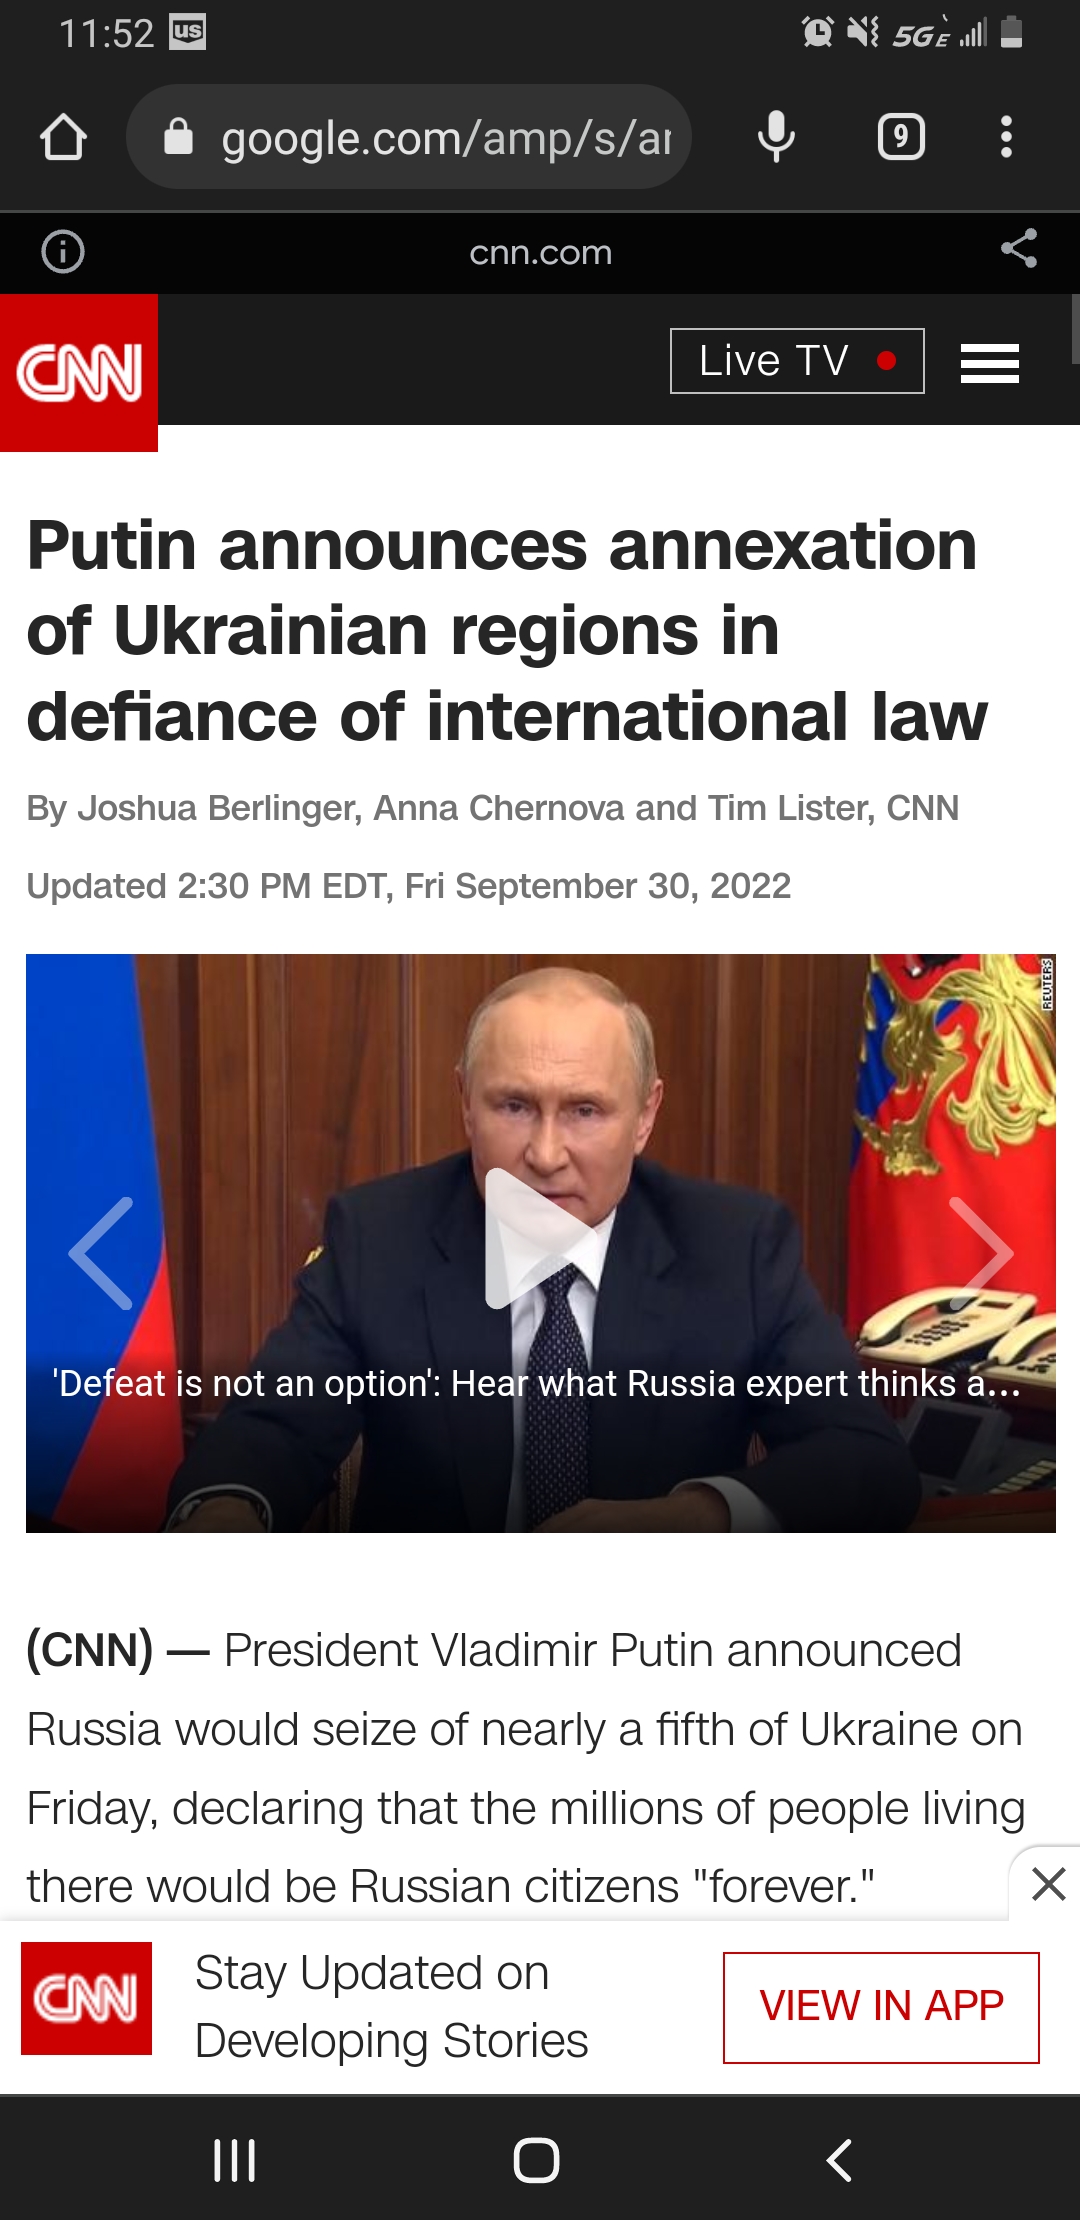 11:52 us 5GE
google.com/amp/s/ar 9
cnn.com
CNN Live TV
Putin announces annexation
of Ukrainian regions in
defiance of international law
By Joshua Berlinger, Anna Chernova and Tim Lister, CNN
Updated 2:30 PM EDT, Fri September 30, 2022
REUTERS
'Defeat is not an option': Hear what Russia expert thinks a...
(CNN) — President Vladimir Putin announced
Russia would seize of nearly a fifth of Ukraine on
Friday, declaring that the millions of people living
there would be Russian citizens "forever."
CNN
Stay Updated on
Developing Stories
VIEW IN APP